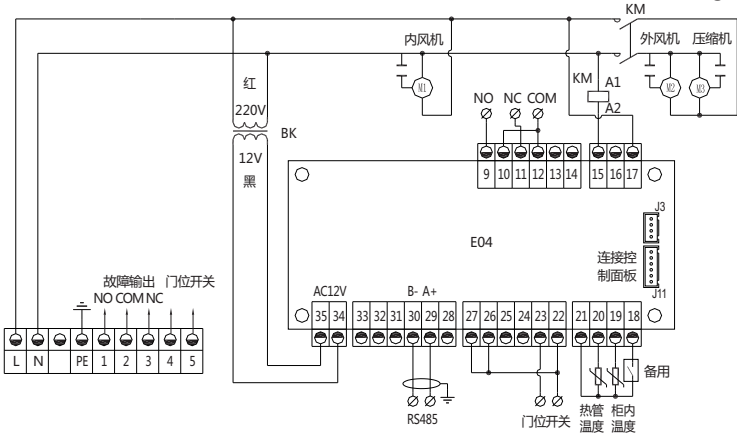 KM
内风机
外风机 压缩机
M1
M2
M3
红
220V
BK
12V
黑
KM
A1
A2
NO NC COM
9 10 11 12 13 14
15 16 17
E04
J3
连接控
制面板
J11
AC12V
B- A+
35 34
33 32 31 30 29 28
27 26 25 24 23 22
21 20 19 18
故障输出 门位开关
NO COM NC
L N PE 1 2 3 4 5
RS485
门位开关
热管
温度
柜内
温度
备用